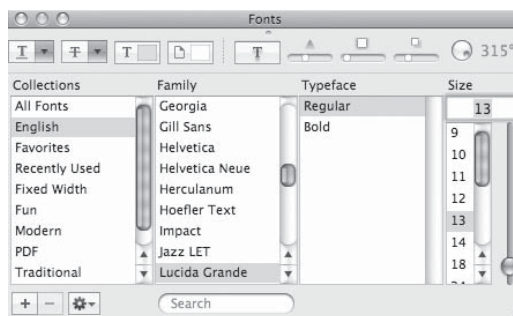 Fonts
T T T T 315°
Collections Family Typeface Size
All Fonts Georgia Regular 13
English Gill Sans Bold 9
Favorites Helvetica 10
Recently Used Helvetica Neue 11
Fixed Width Herculanum 12
Fun Hoefler Text 13
Modern Impact 14
PDF Jazz LET 18
Traditional Lucida Grande
+ − Search